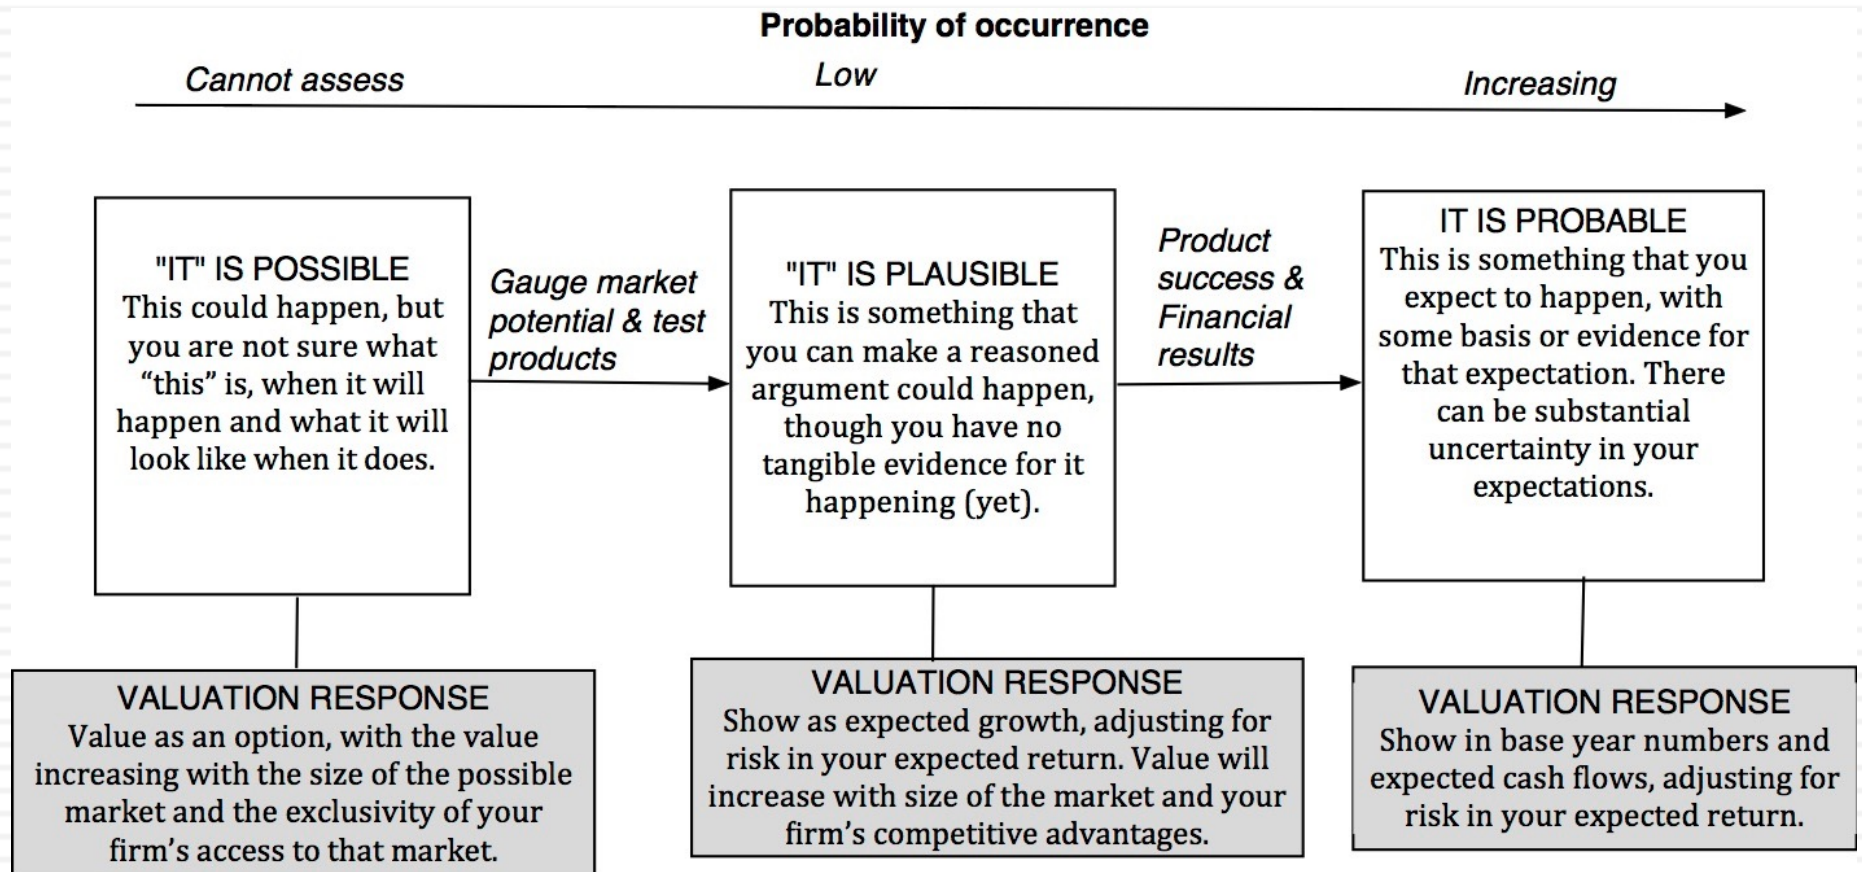 Probability of occurrence
Cannot assess
Low
Increasing
"IT" IS POSSIBLE
This could happen, but
you are not sure what
“this” is, when it will
happen and what it will
look like when it does.
Gauge market
potential & test
products
"IT" IS PLAUSIBLE
This is something that
you can make a reasoned
argument could happen,
though you have no
tangible evidence for it
happening (yet).
Product
success &
Financial
results
IT IS PROBABLE
This is something that you
expect to happen, with
some basis or evidence for
that expectation. There
can be substantial
uncertainty in your
expectations.
VALUATION RESPONSE
Value as an option, with the value
increasing with the size of the possible
market and the exclusivity of your
firm’s access to that market.
VALUATION RESPONSE
Show as expected growth, adjusting for
risk in your expected return. Value will
increase with size of the market and your
firm’s competitive advantages.
VALUATION RESPONSE
Show in base year numbers and
expected cash flows, adjusting for
risk in your expected return.